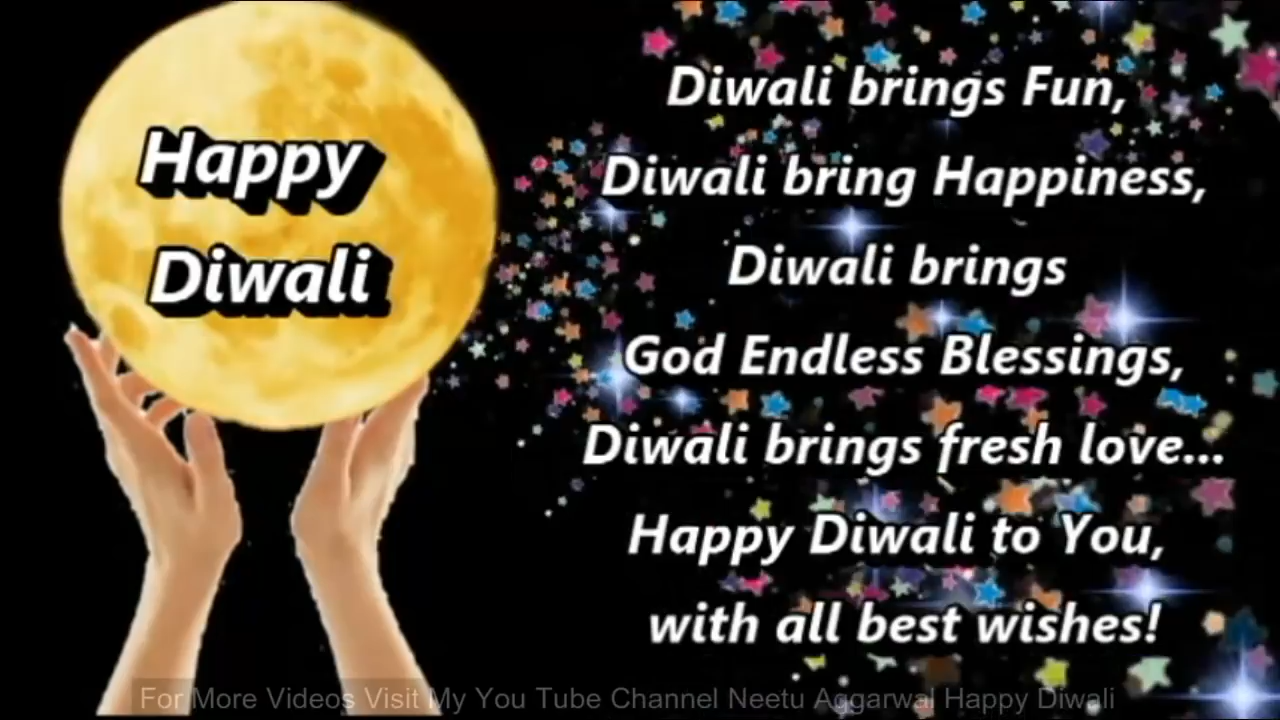 Happy
Diwali
Diwali brings Fun,
Diwali bring Happiness,
Diwali brings
God Endless Blessings,
Diwali brings fresh love...
Happy Diwali to You,
with all best wishes!
For More Videos Visit My You Tube Channel Neetu Aggarwal Happy Diwali